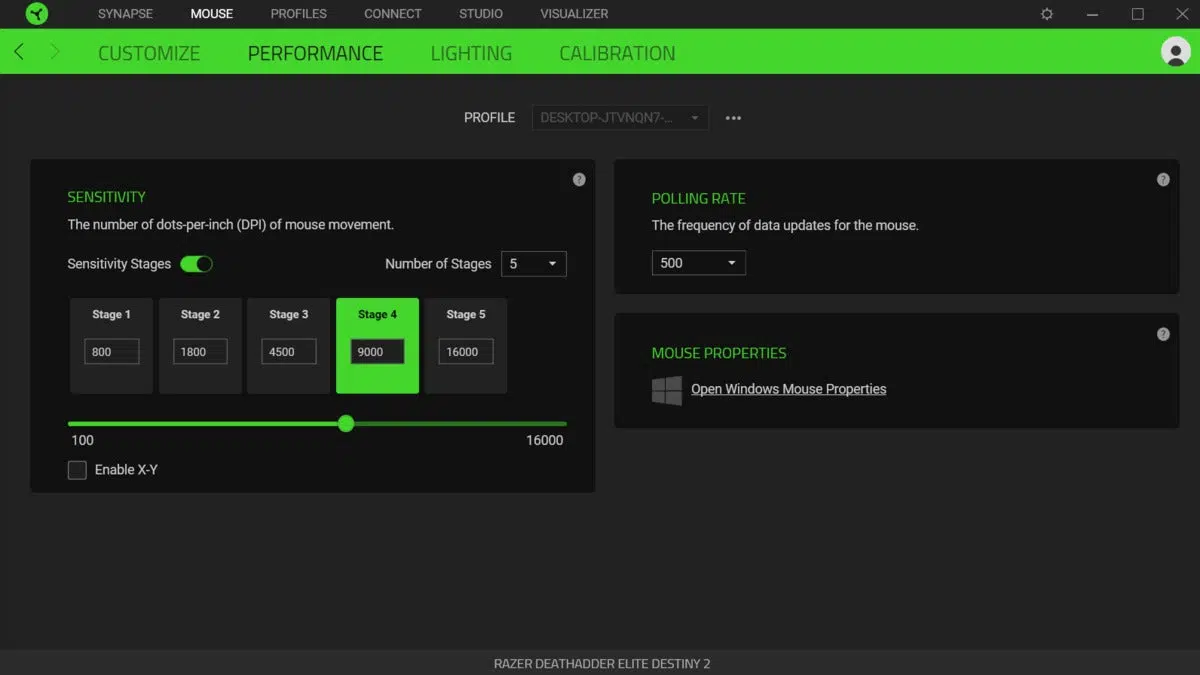 SYNAPSE MOUSE PROFILES CONNECT STUDIO VISUALIZER
CUSTOMIZE PERFORMANCE LIGHTING CALIBRATION
PROFILE DESKTOP-JTVNQN7-...
SENSITIVITY
The number of dots-per-inch (DPI) of mouse movement.
Sensitivity Stages Number of Stages 5
Stage 1 Stage 2 Stage 3 Stage 4 Stage 5
800 1800 4500 9000 16000
100 16000
Enable X-Y
POLLING RATE
The frequency of data updates for the mouse.
500
MOUSE PROPERTIES
Open Windows Mouse Properties
RAZER DEATHADDER ELITE DESTINY 2